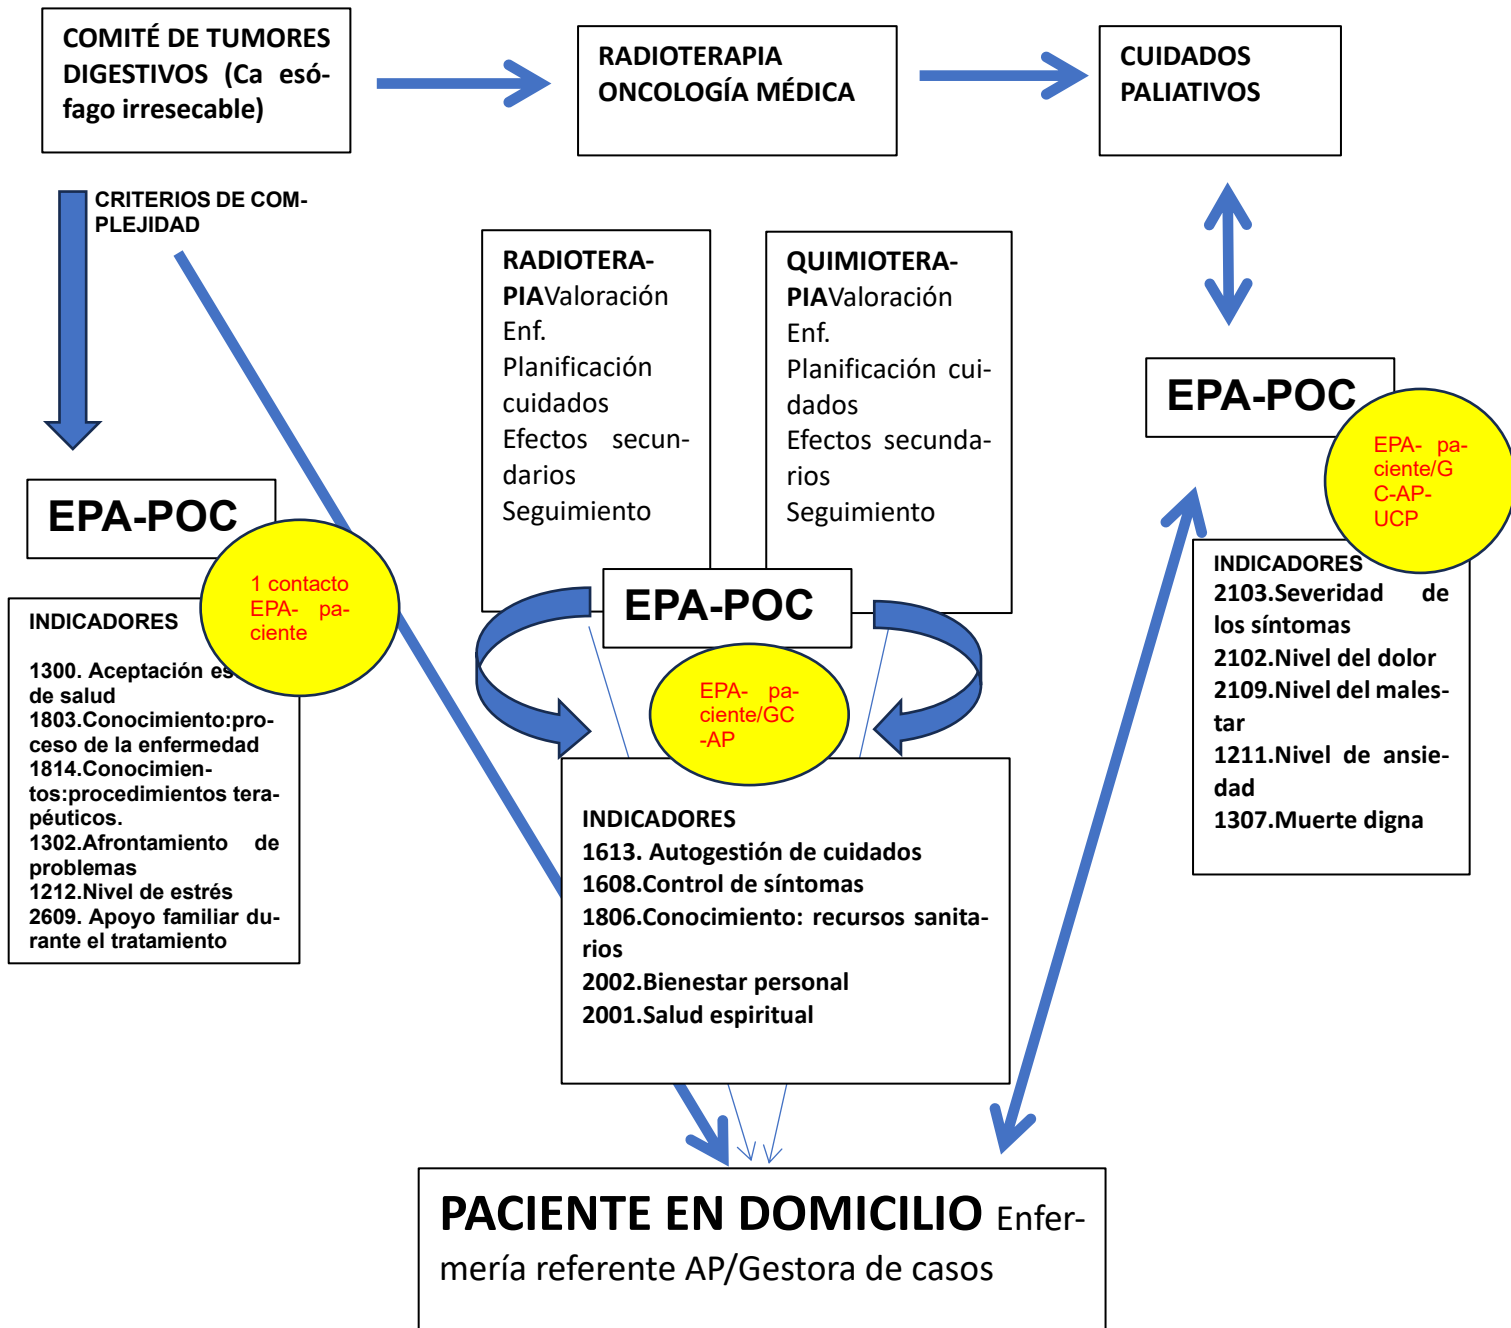 COMITÉ DE TUMORES
DIGESTIVOS (Ca esó-
fago irresecable)
RADIOTERAPIA
ONCOLOGÍA MÉDICA
CUIDADOS
PALIATIVOS
CRITERIOS DE COM-
PLEJIDAD
RADIOTERA-
PIAValoración
Enf.
Planificación
cuidados
Efectos secun-
darios
Seguimiento
QUIMIOTERA-
PIAValoración
Enf.
Planificación cui-
dados
Efectos secunda-
rios
Seguimiento
EPA-POC
EPA- pa-
ciente/G
C-AP-
UCP
EPA-POC
1 contacto
EPA- pa-
ciente
EPA-POC
EPA- pa-
ciente/GC
-AP
INDICADORES
1300. Aceptación
de salud
1803.Conocimiento:pro-
ceso de la enfermedad
1814.Conocimien-
tos:procedimientos tera-
péuticos.
1302.Afrontamiento de
problemas
1212.Nivel de estrés
2609. Apoyo familiar du-
rante el tratamiento
INDICADORES
1613. Autogestión de cuidados
1608.Control de síntomas
1806.Conocimiento: recursos sanita-
rios
2002.Bienestar personal
2001.Salud espiritual
INDICADORES
2103.Severidad de
los síntomas
2102.Nivel del dolor
2109.Nivel del males-
tar
1211.Nivel de ansie-
dad
1307.Muerte digna
PACIENTE EN DOMICILIO Enfer-
mería referente AP/Gestora de casos